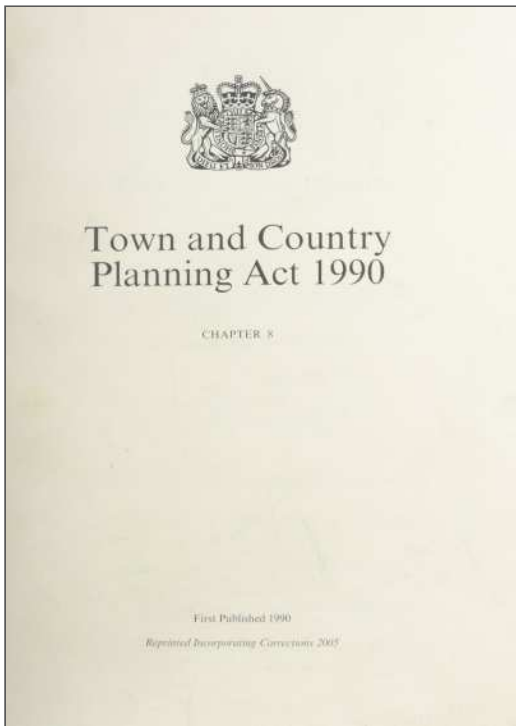 Town and Country
Planning Act 1990
CHAPTER 8
First Published 1990
Reprinted Incorporating Corrections 2005